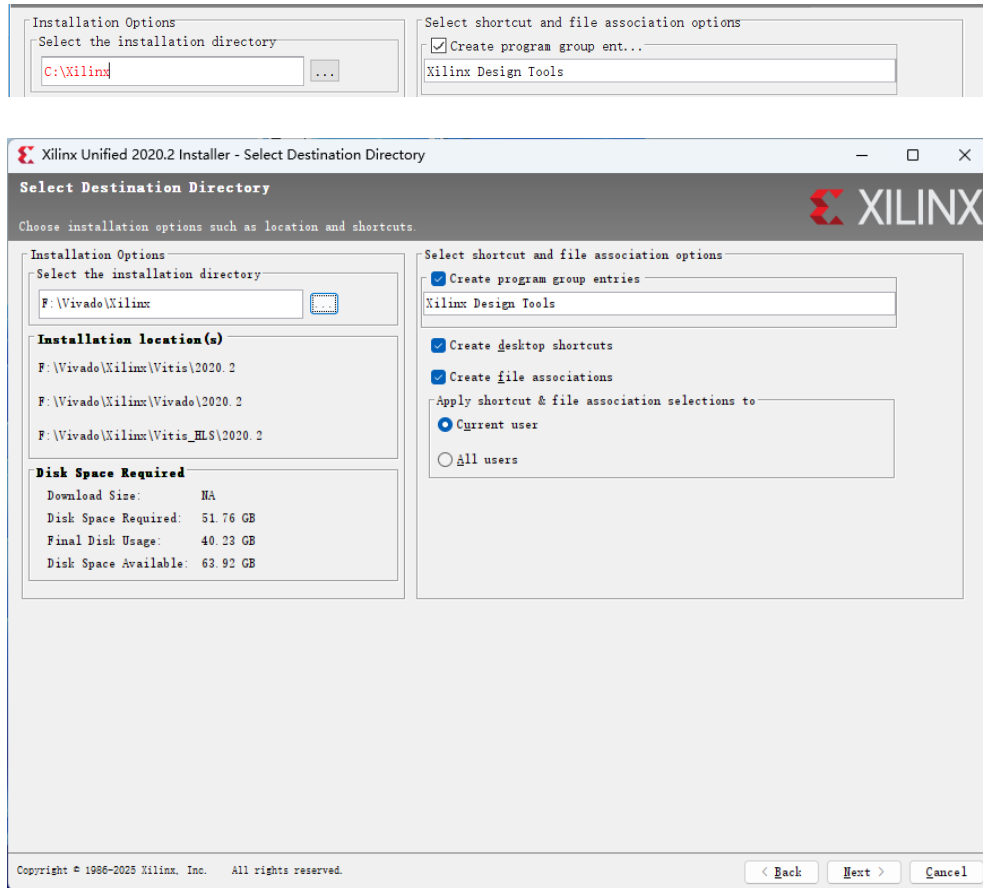 Installation Options
Select the installation directory
C:\Xilinx
...
Select shortcut and file association options
Create program group ent...
Xilinx Design Tools
Xilinx Unified 2020.2 Installer - Select Destination Directory
Select Destination Directory
Choose installation options such as location and shortcuts.
XILINX
Installation Options
Select the installation directory
F:\Vivado\Xilinx
...
Installation location(s)
F:\Vivado\Xilinx\Vitis\2020.2
F:\Vivado\Xilinx\Vivado\2020.2
F:\Vivado\Xilinx\Vitis_HLS\2020.2
Disk Space Required
Download Size: NA
Disk Space Required: 51.76 GB
Final Disk Usage: 40.23 GB
Disk Space Available: 63.92 GB
Select shortcut and file association options
Create program group entries
Xilinx Design Tools
Create desktop shortcuts
Create file associations
Apply shortcut & file association selections to
Current user
All users
Copyright © 1986-2025 Xilinx, Inc. All rights reserved.
< Back
Next >
Cancel